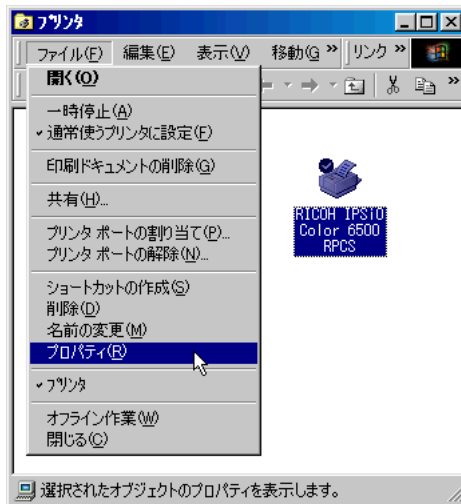 プリンタ
ファイル(F) 編集(E) 表示(V) 移動(G » リンク »
開く(O)
一時停止(A)
通常使うプリンタに設定(F)
印刷ドキュメントの削除(G)
共有(H)...
プリンタ ポートの割り当て(P)...
プリンタ ポートの解除(N)...
ショートカットの作成(S)
削除(D)
名前の変更(M)
プロパティ(R)
プリンタ
オフライン作業(W)
閉じる(C)
RICOH IPSiO
Color 6500
RPCS
選択されたオブジェクトのプロパティを表示します。